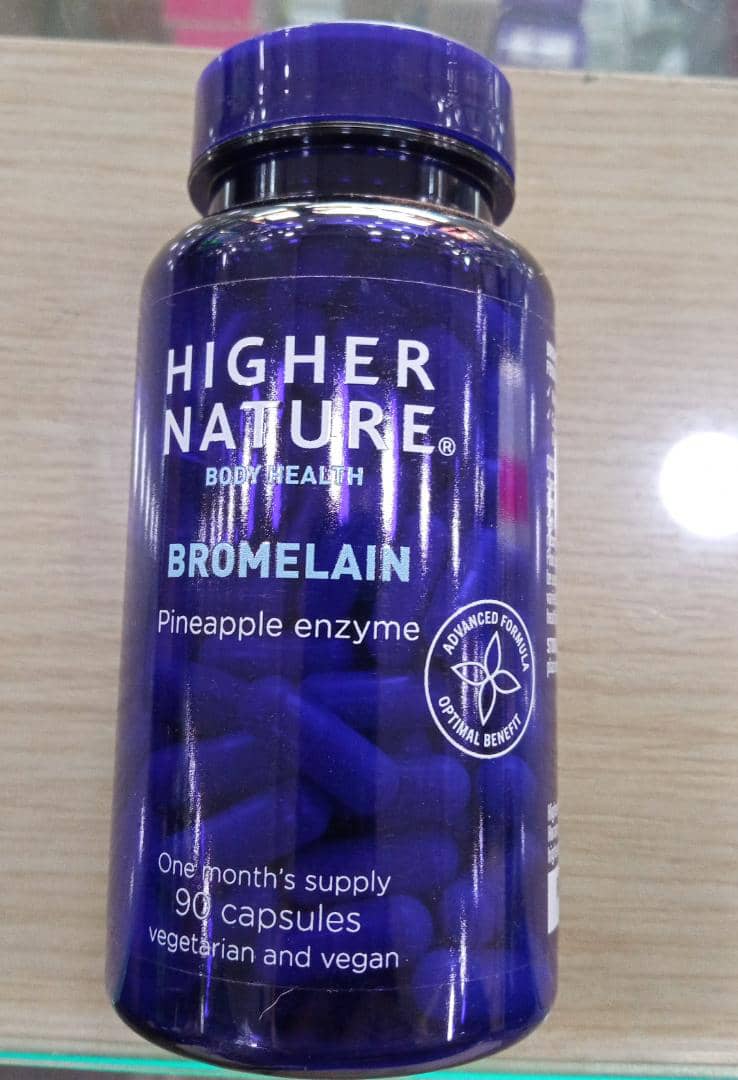 HIGHER
NATURE®
BODY HEALTH
BROMELAIN
Pineapple enzyme
ADVANCED FORMULA
OPTIMAL BENEFIT
One month's supply
90 capsules
vegetarian and vegan